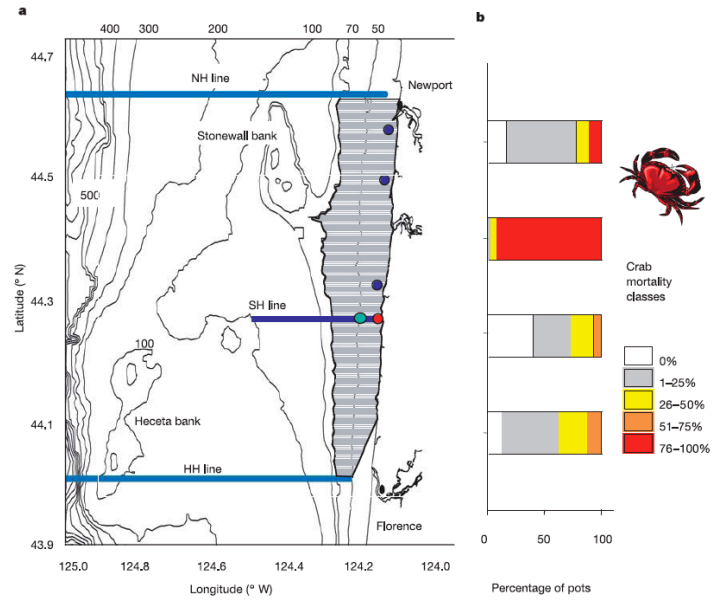 a
b
400 300 200 100 70 50
44.7
44.5
44.3
44.1
43.9
Latitude (° N)
NH line
Newport
Stonewall bank
500
SH line
100
Heceta bank
HH line
Florence
125.0 124.8 124.6 124.4 124.2 124.0
Longitude (° W)
Crab
mortality
classes
0%
1–25%
26–50%
51–75%
76–100%
0 50 100
Percentage of pots